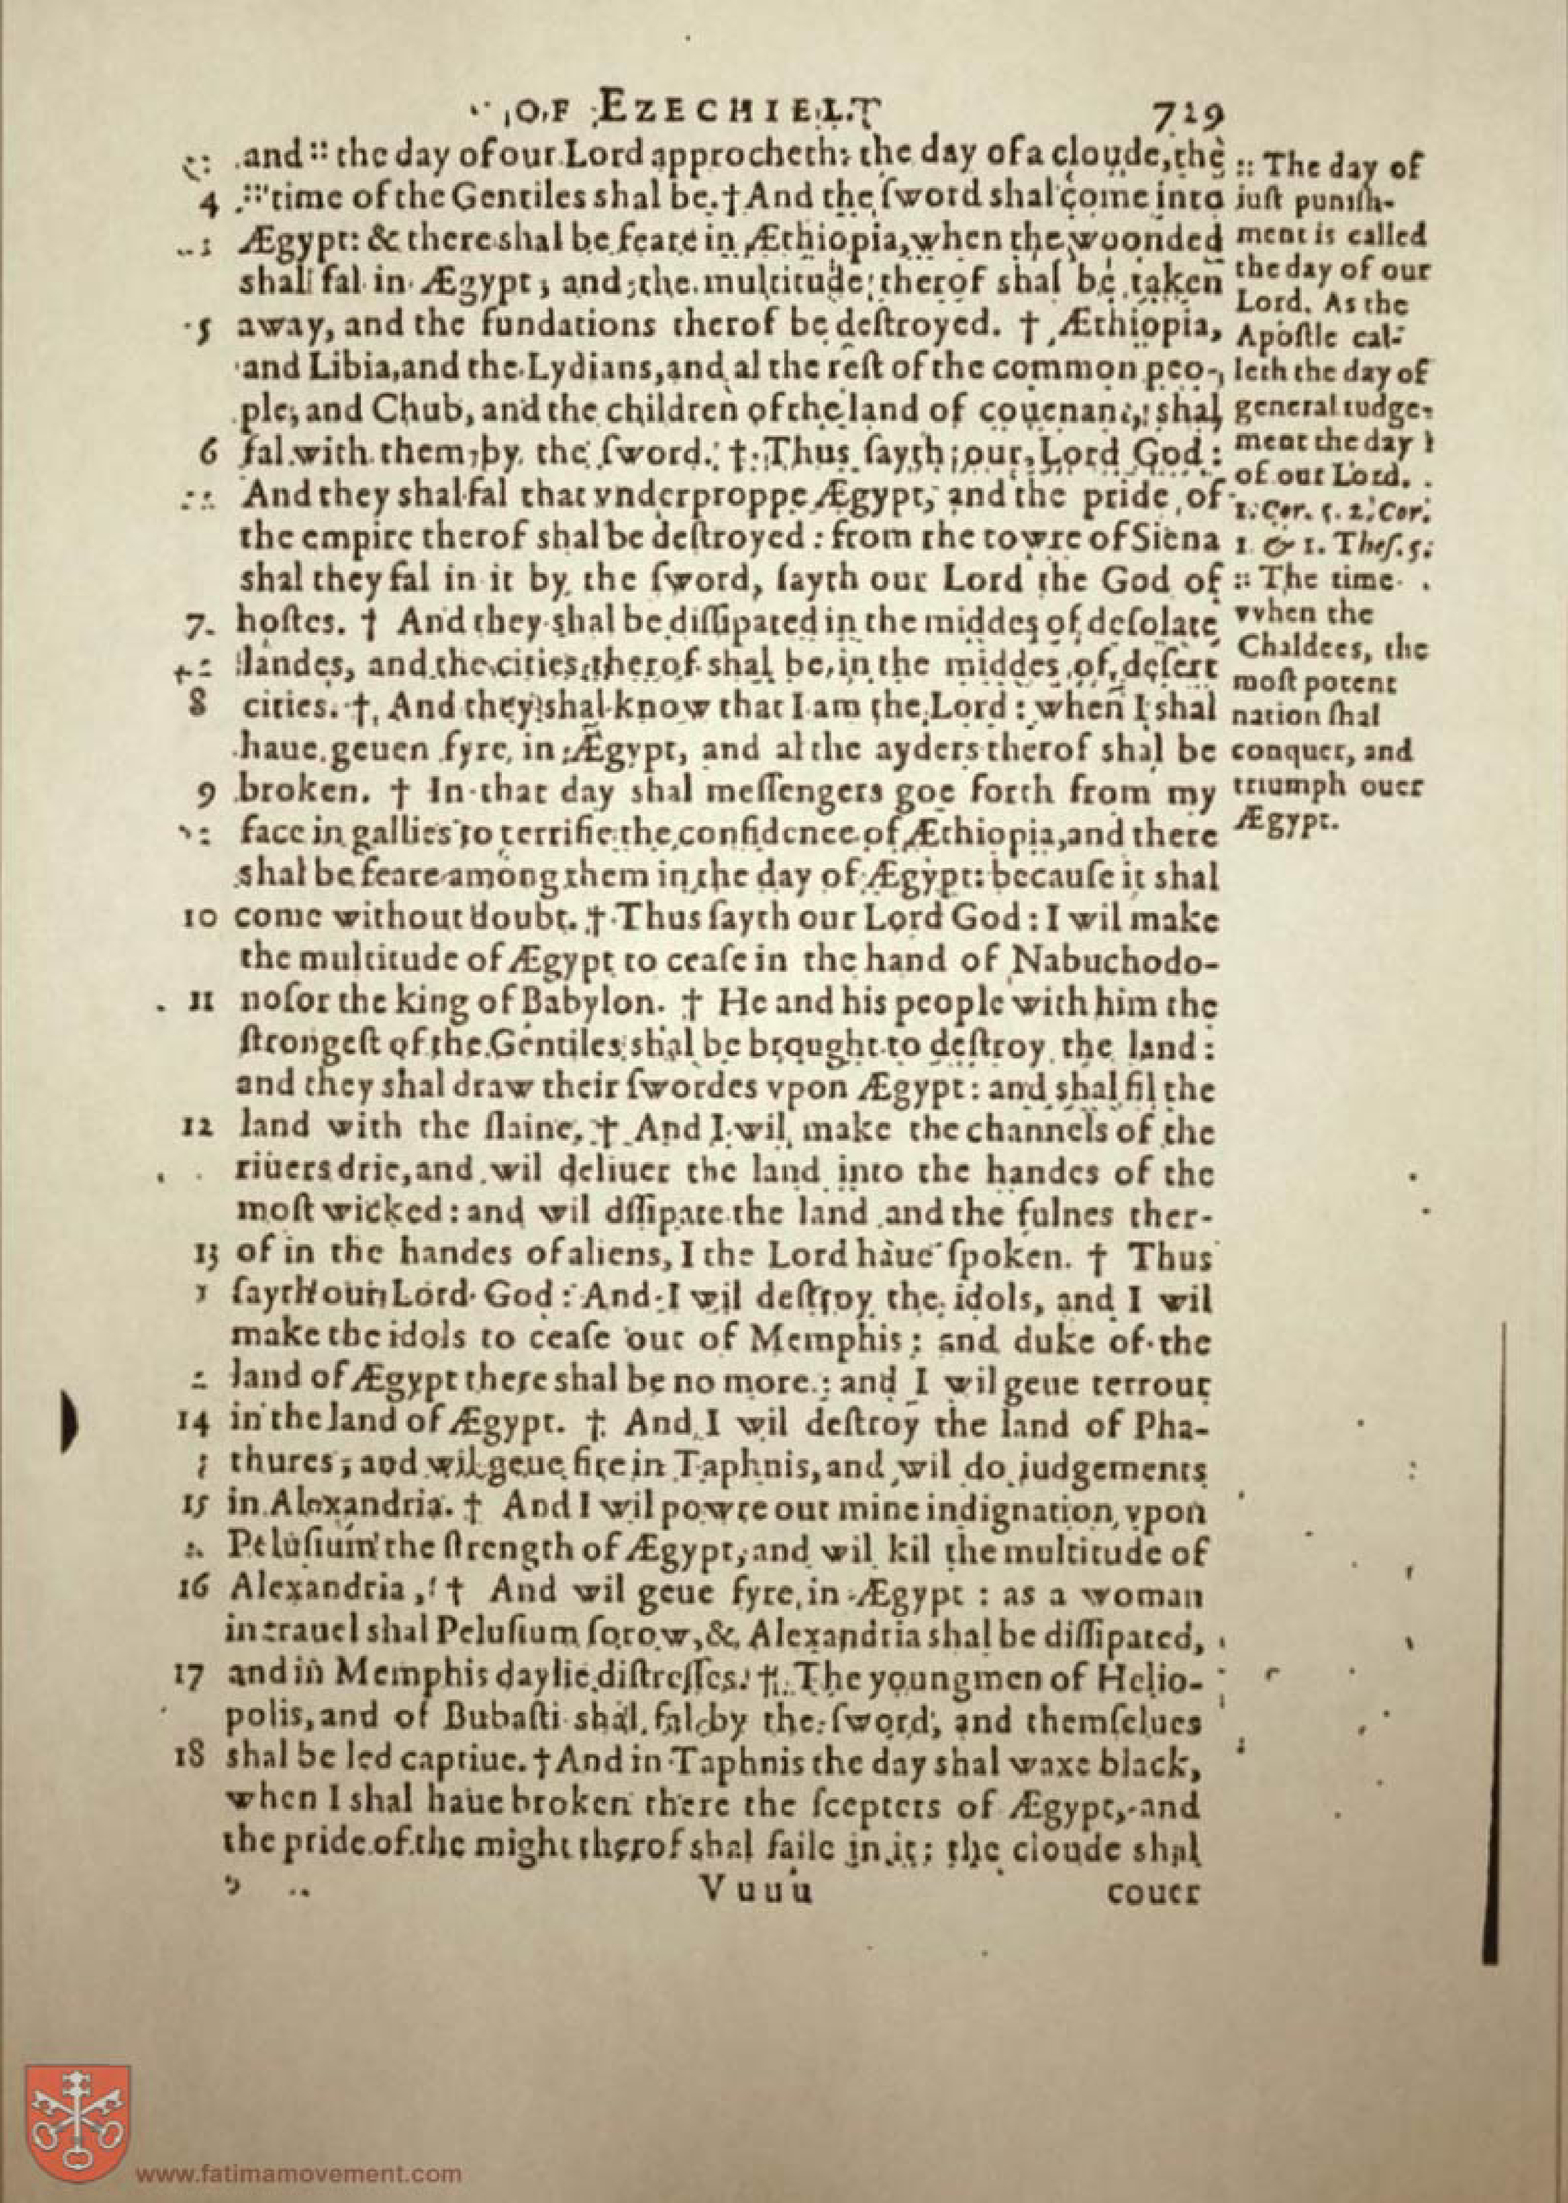 OF EZECHIEL. 729
and :: the day of our Lord approcheth: the day of a cloude, the
4 :: time of the Gentiles shal be. † And the ſword shal come into
Ægypt: & there shal be feare in Æthiopia, when the woonded
shall fal in Ægypt, and the multitude therof shal be taken
5 away, and the fundations therof be deſtroyed. † Æthiopia,
and Libia, and the Lydians, and al the reſt of the common peo-
ple, and Chub, and the children of the land of couenant, shal
6 fal with them by the ſword. † Thus ſayth our Lord God:
And they shal fal that vnderproppe Ægypt, and the pride of
the empire therof shal be deſtroyed: from the towre of Siena
shal they fal in it by the ſword, ſayth our Lord the God of
7 hoſtes. † And they shal be diſſipated in the middes of deſolate
landes, and the cities therof shal be in the middes of deſert
8 cities. † And they shal know that I am the Lord: when I shal
haue geuen fyre in Ægypt, and al the ayders therof shal be
9 broken. † In that day shal meſſengers goe forth from my
face in gallies to terrifie the confidence of Æthiopia, and there
shal be feare among them in the day of Ægypt: becauſe it shal
10 come without doubt. † Thus ſayth our Lord God: I wil make
the multitude of Ægypt to ceaſe in the hand of Nabuchodo-
11 noſor the king of Babylon. † He and his people with him the
ſtrongeſt of the Gentiles shal be brought to deſtroy the land:
and they shal draw their ſwordes vpon Ægypt: and shal fil the
12 land with the ſlaine, † And I wil make the channels of the
riuers drie, and wil deliuer the land into the handes of the
moſt wicked: and wil dſſipate the land and the fulnes ther-
13 of in the handes of aliens, I the Lord haue ſpoken. † Thus
ſayth our Lord God: And I wil deſtroy the idols, and I wil
make the idols to ceaſe out of Memphis: and duke of the
land of Ægypt there shal be no more: and I wil geue terrour
14 in the land of Ægypt. † And I wil deſtroy the land of Pha-
thures, and wil geue fire in Taphnis, and wil do judgements
15 in Alexandria. † And I wil powre out mine indignation vpon
Peluſium the ſtrength of Ægypt, and wil kil the multitude of
16 Alexandria, † And wil geue fyre in Ægypt: as a woman
in trauel shal Peluſium ſorow, & Alexandria shal be diſſipated,
17 and in Memphis daylie diſtreſſes. † The youngmen of Helio-
polis, and of Bubaſti shal fal by the ſword, and themſelues
18 shal be led captiue. † And in Taphnis the day shal waxe black,
when I shal haue broken there the ſcepters of Ægypt, and
the pride of the might therof shal faile in it; the cloude shal
Vuuu couer
:: The day of
juſt puniſh-
ment is called
the day of our
Lord. As the
Apoſtle cal-
leth the day of
general iudge-
ment the day
of our Lord.
1. Cor. 5. 2. Cor.
1. & 1. Theſ. 5.
:: The time
vvhen the
Chaldees, the
moſt potent
nation ſhal
conquer, and
triumph ouer
Ægypt.
www.fatimamovement.com